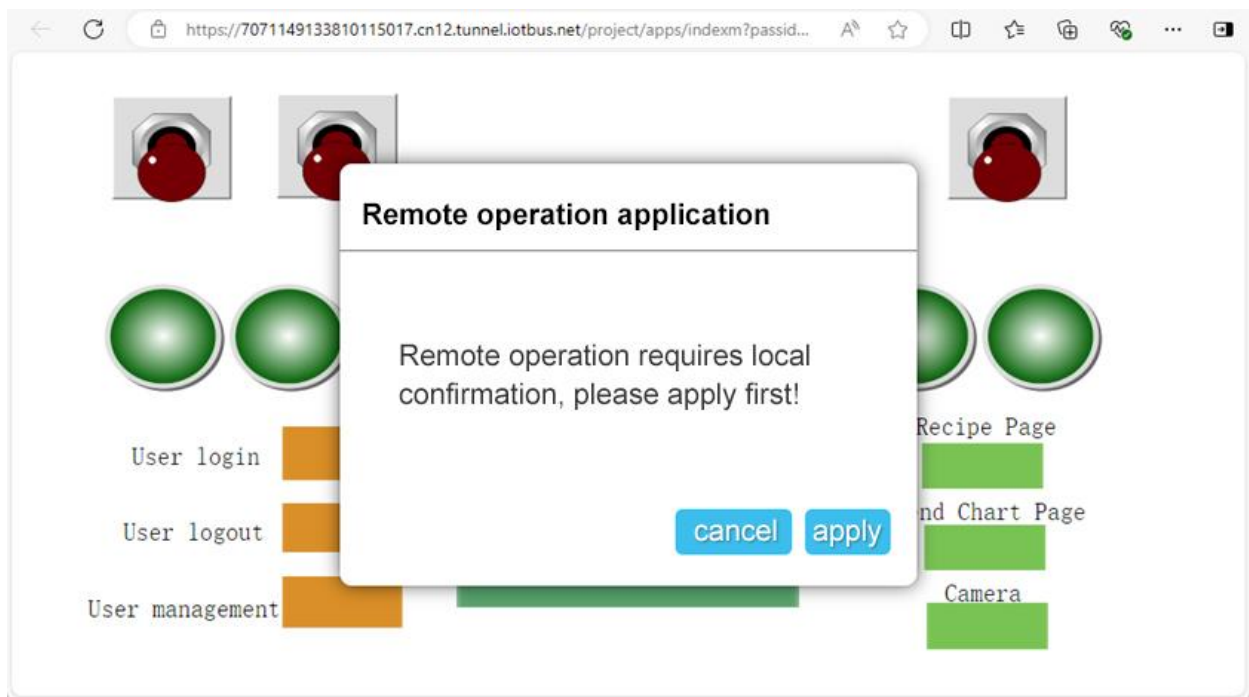 https://7071149133810115017.cn12.tunnel.iotbus.net/project/apps/indexm?passid...
Remote operation application
Remote operation requires local
confirmation, please apply first!
cancel apply
User login
User logout
User management
Recipe Page
nd Chart Page
Camera